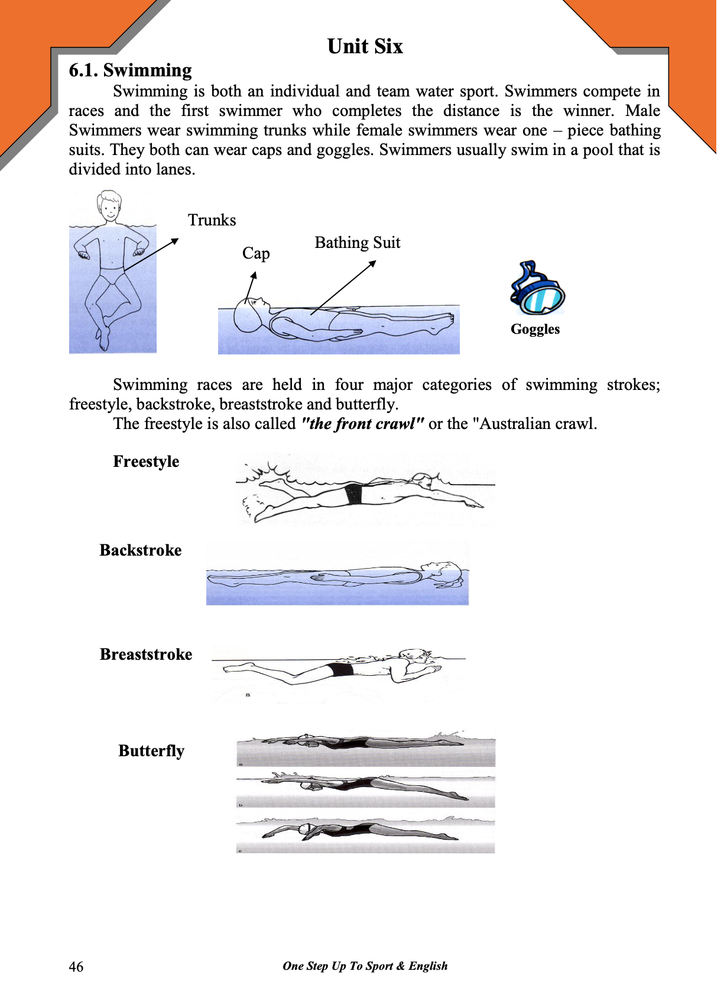 Unit Six
6.1. Swimming
Swimming is both an individual and team water sport. Swimmers compete in
races and the first swimmer who completes the distance is the winner. Male
Swimmers wear swimming trunks while female swimmers wear one – piece bathing
suits. They both can wear caps and goggles. Swimmers usually swim in a pool that is
divided into lanes.
Trunks
Cap
Bathing Suit
Goggles
Swimming races are held in four major categories of swimming strokes;
freestyle, backstroke, breaststroke and butterfly.
The freestyle is also called "the front crawl" or the "Australian crawl.
Freestyle
Backstroke
Breaststroke
B
Butterfly
a
b
c
46
One Step Up To Sport & English